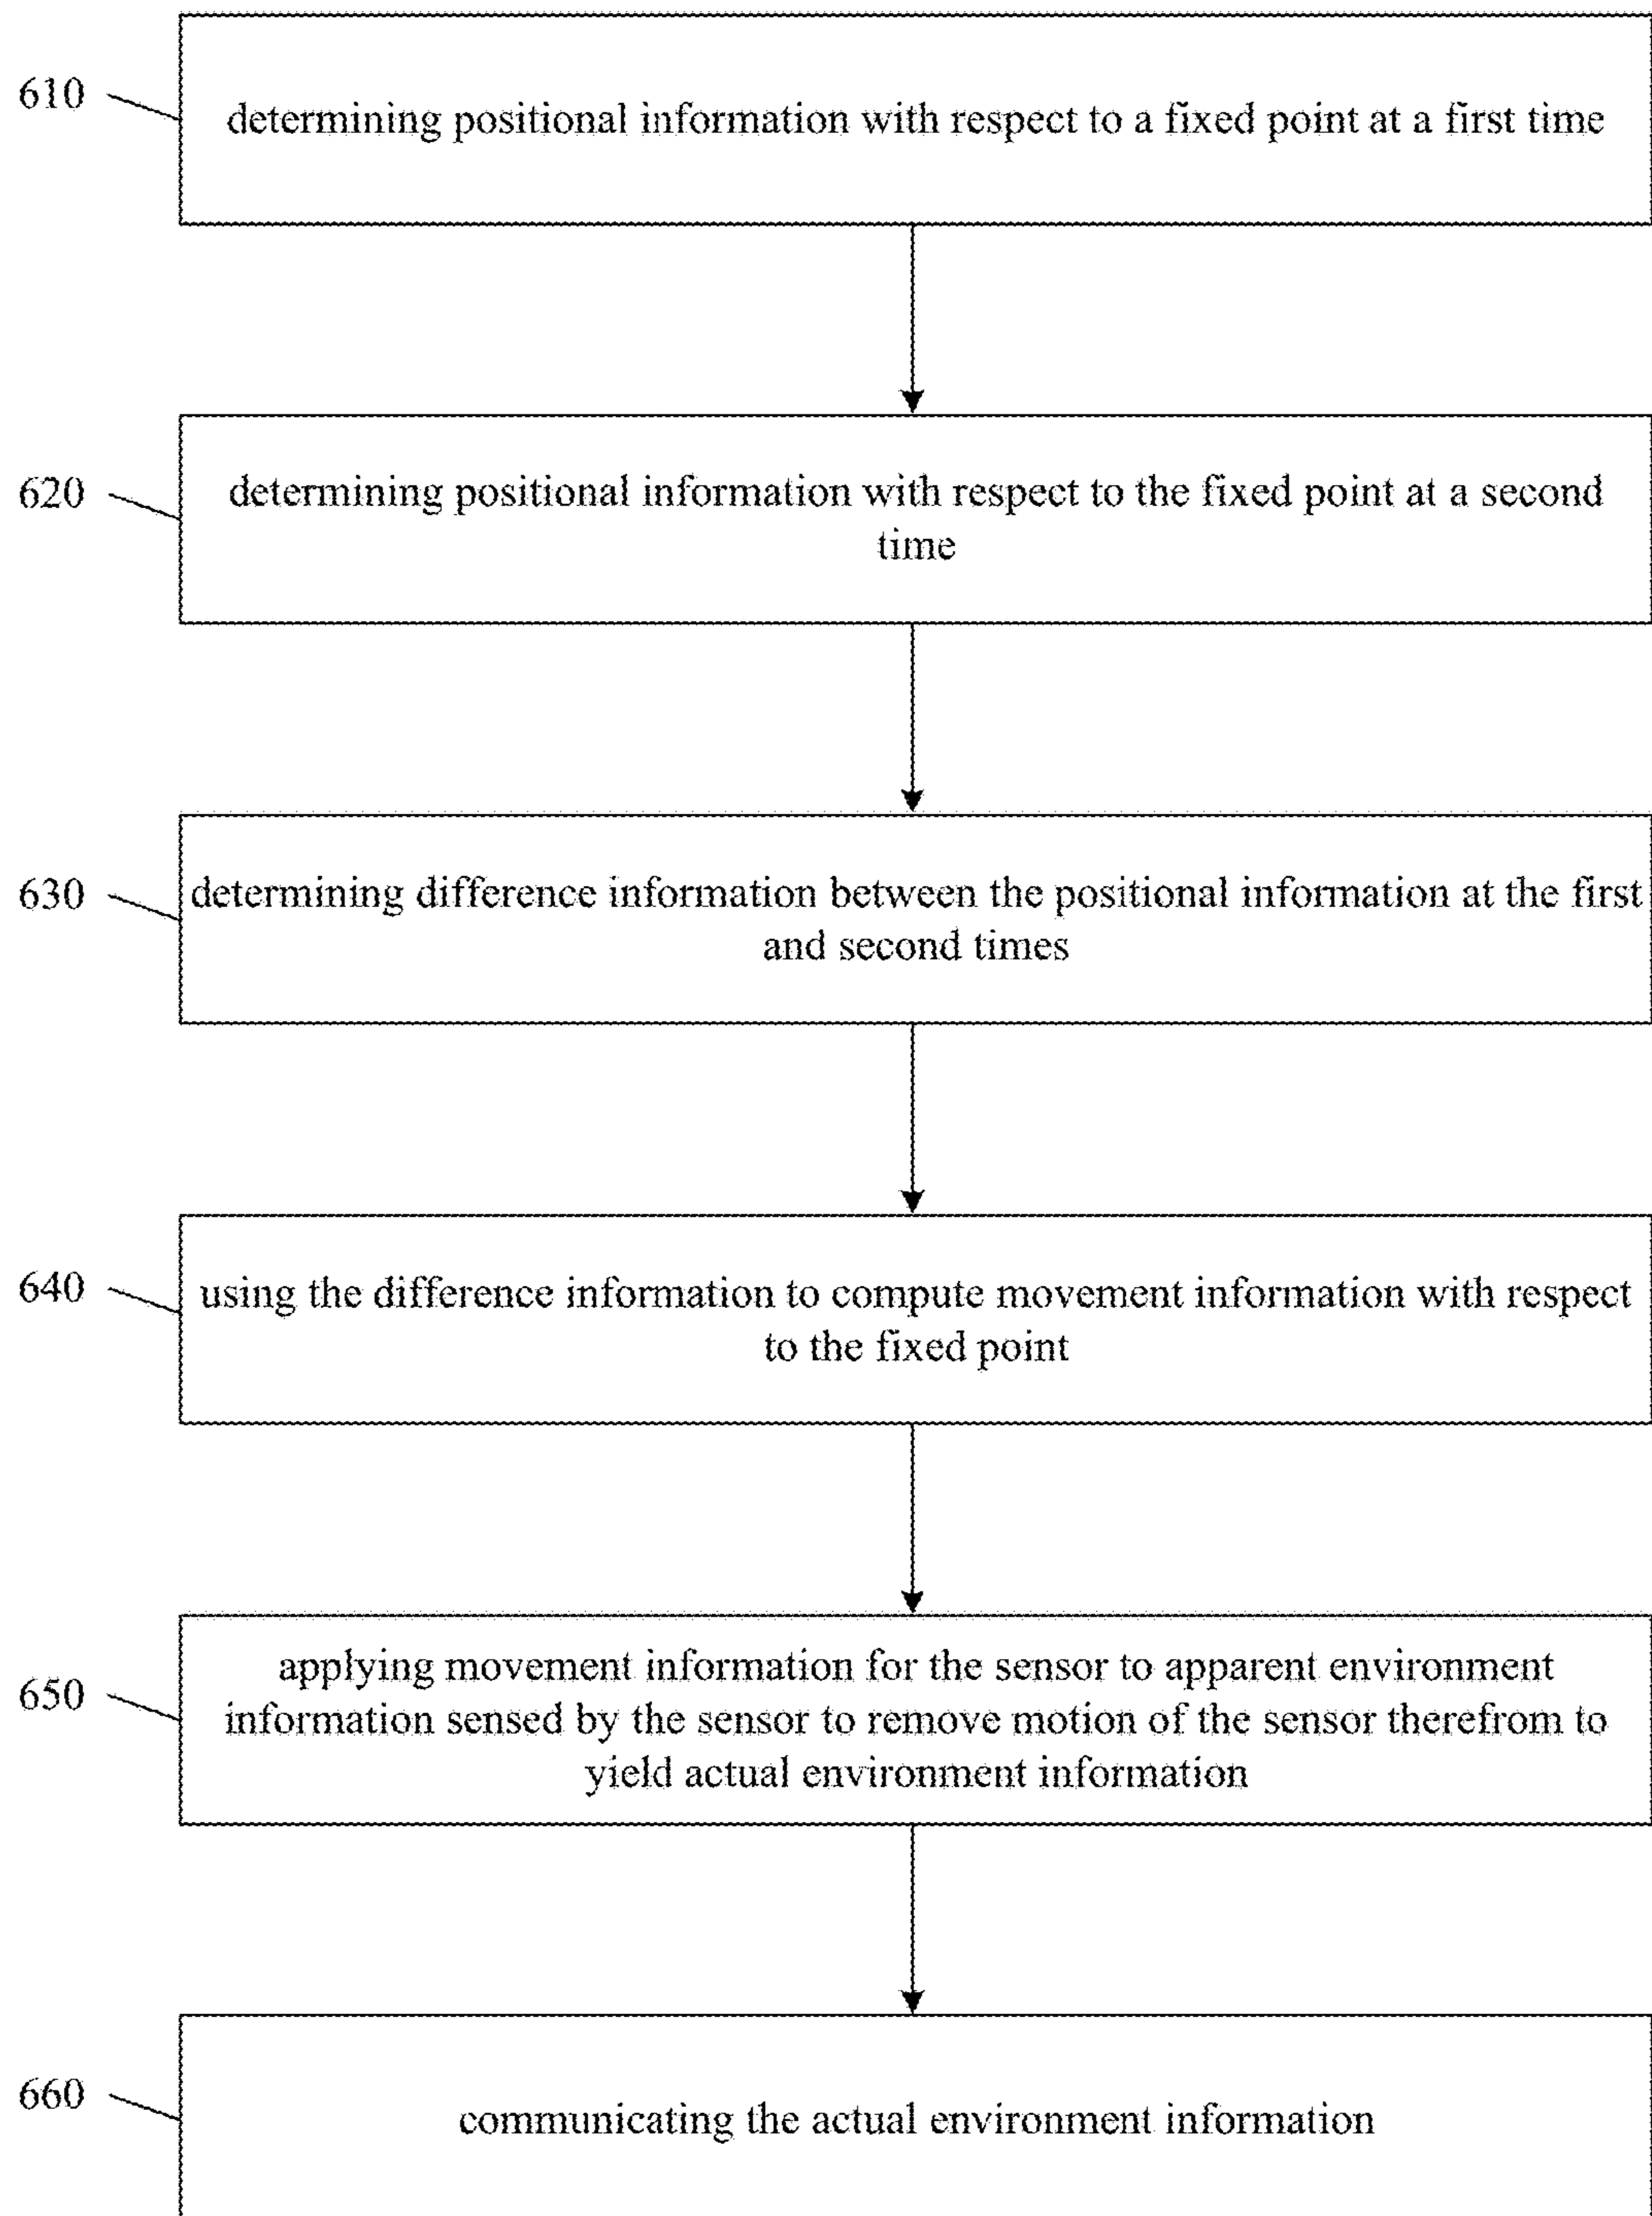 610
determining positional information with respect to a fixed point at a first time
620
determining positional information with respect to the fixed point at a second
time
630
determining difference information between the positional information at the first
and second times
640
using the difference information to compute movement information with respect
to the fixed point
650
applying movement information for the sensor to apparent environment
information sensed by the sensor to remove motion of the sensor therefrom to
yield actual environment information
660
communicating the actual environment information